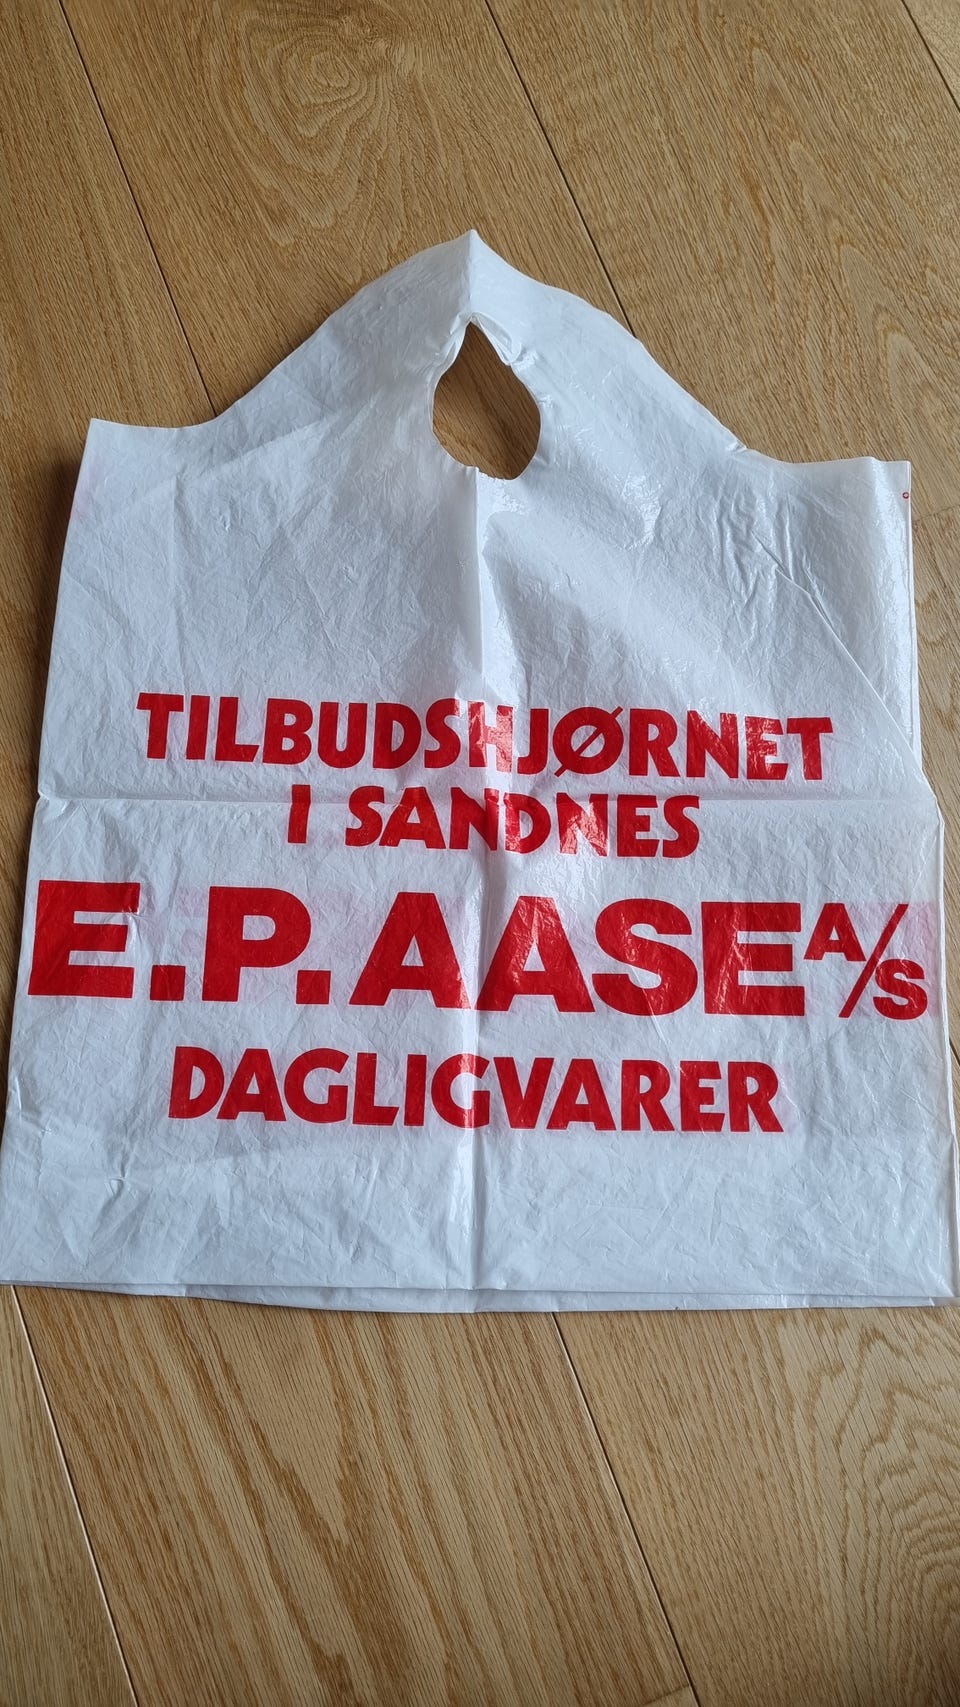 TILBUDSHJØRNET
I SANDNES
E.P. AASE A/S
DAGLIGVARER